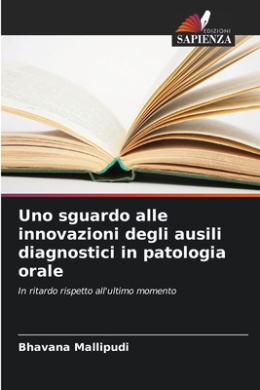 EDIZIONI
SAPIENZA
Uno sguardo alle
innovazioni degli ausili
diagnostici in patologia
orale
In ritardo rispetto all'ultimo momento
Bhavana Mallipudi